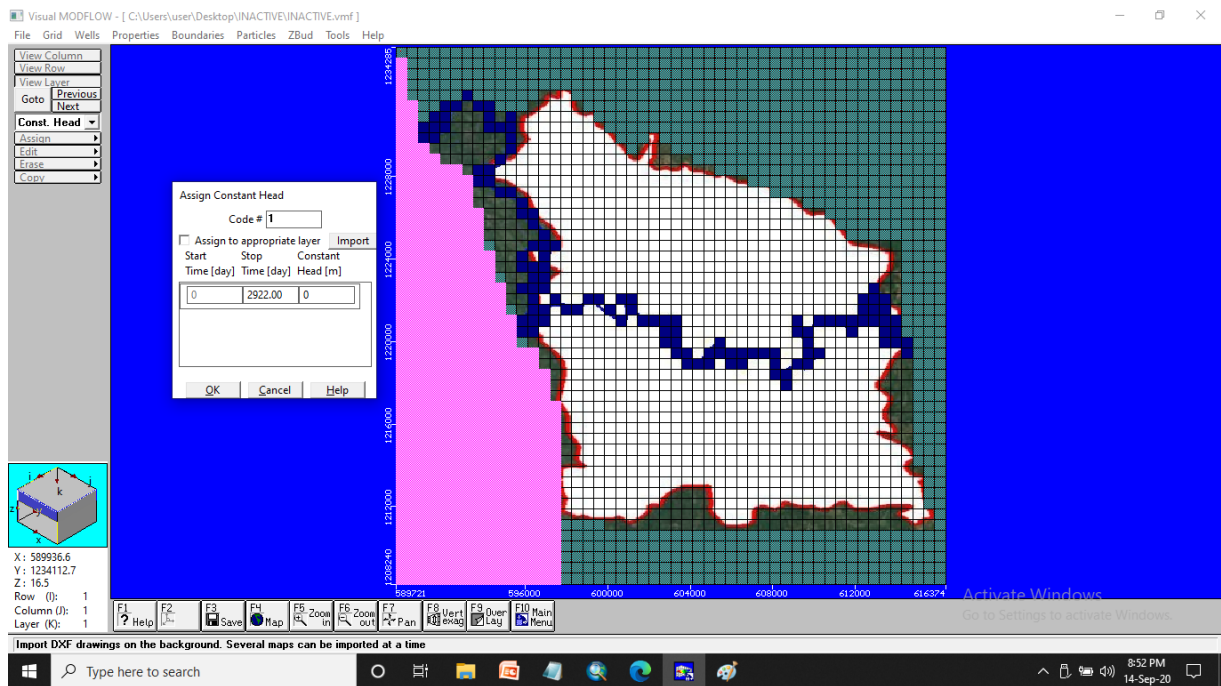 Visual MODFLOW - [ C:\Users\user\Desktop\INACTIVE\INACTIVE.vmf ]
File Grid Wells Properties Boundaries Particles ZBud Tools Help
View Column
View Row
View Layer
Goto Previous
Next
Const. Head
Assign
Edit
Erase
Copy
Assign Constant Head
Code # 1
Assign to appropriate layer Import
Start Stop Constant
Time [day] Time [day] Head [m]
0 2922.00 0
OK Cancel Help
1234285
1228000
1224000
1220000
1216000
1212000
1208240
589721 596000 600000 604000 608000 612000 616374
i j
k
z y
x
X : 589936.6
Y : 1234112.7
Z : 16.5
Row (I): 1
Column (J): 1
Layer (K): 1
F1 ? Help
F2
F3 Save
F4 Map
F5 Zoom in
F6 Zoom out
F7 Pan
F8 Vert exag
F9 Over Lay
F10 Main Menu
Activate Windows
Go to Settings to activate Windows.
Import DXF drawings on the background. Several maps can be imported at a time
Type here to search
8:52 PM
14-Sep-20